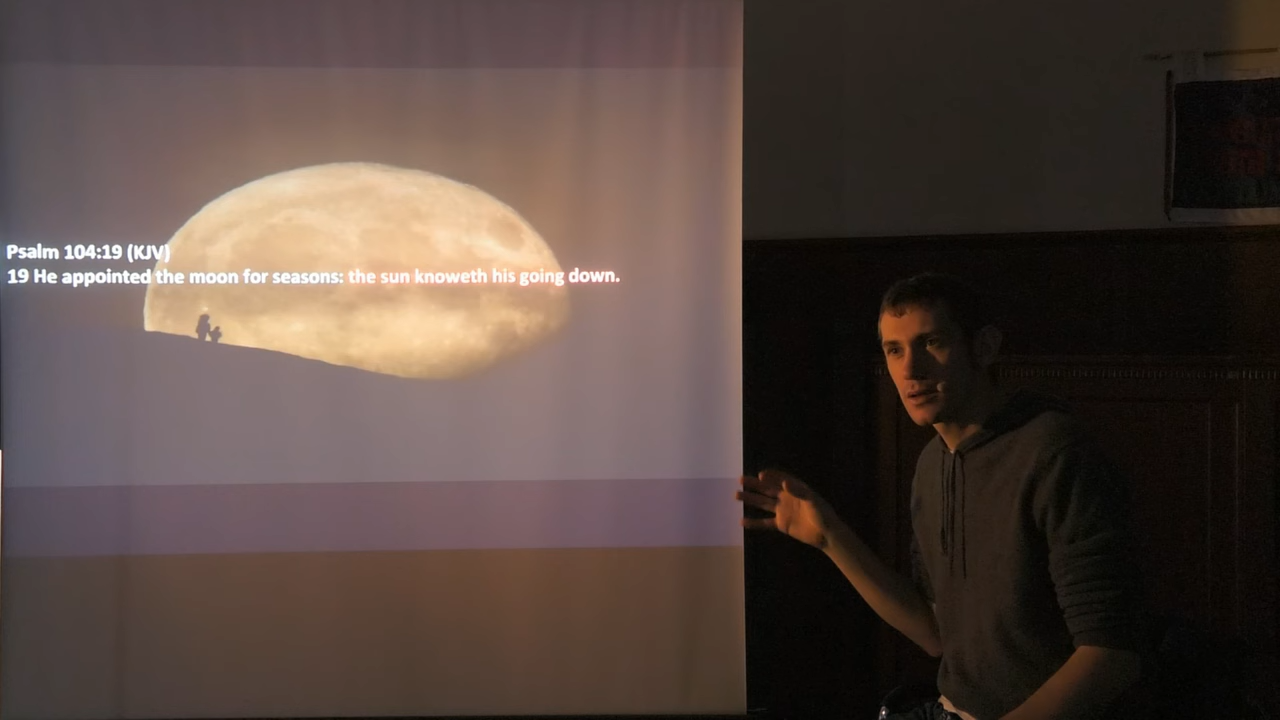 Psalm 104:19 (KJV)
19 He appointed the moon for seasons: the sun knoweth his going down.